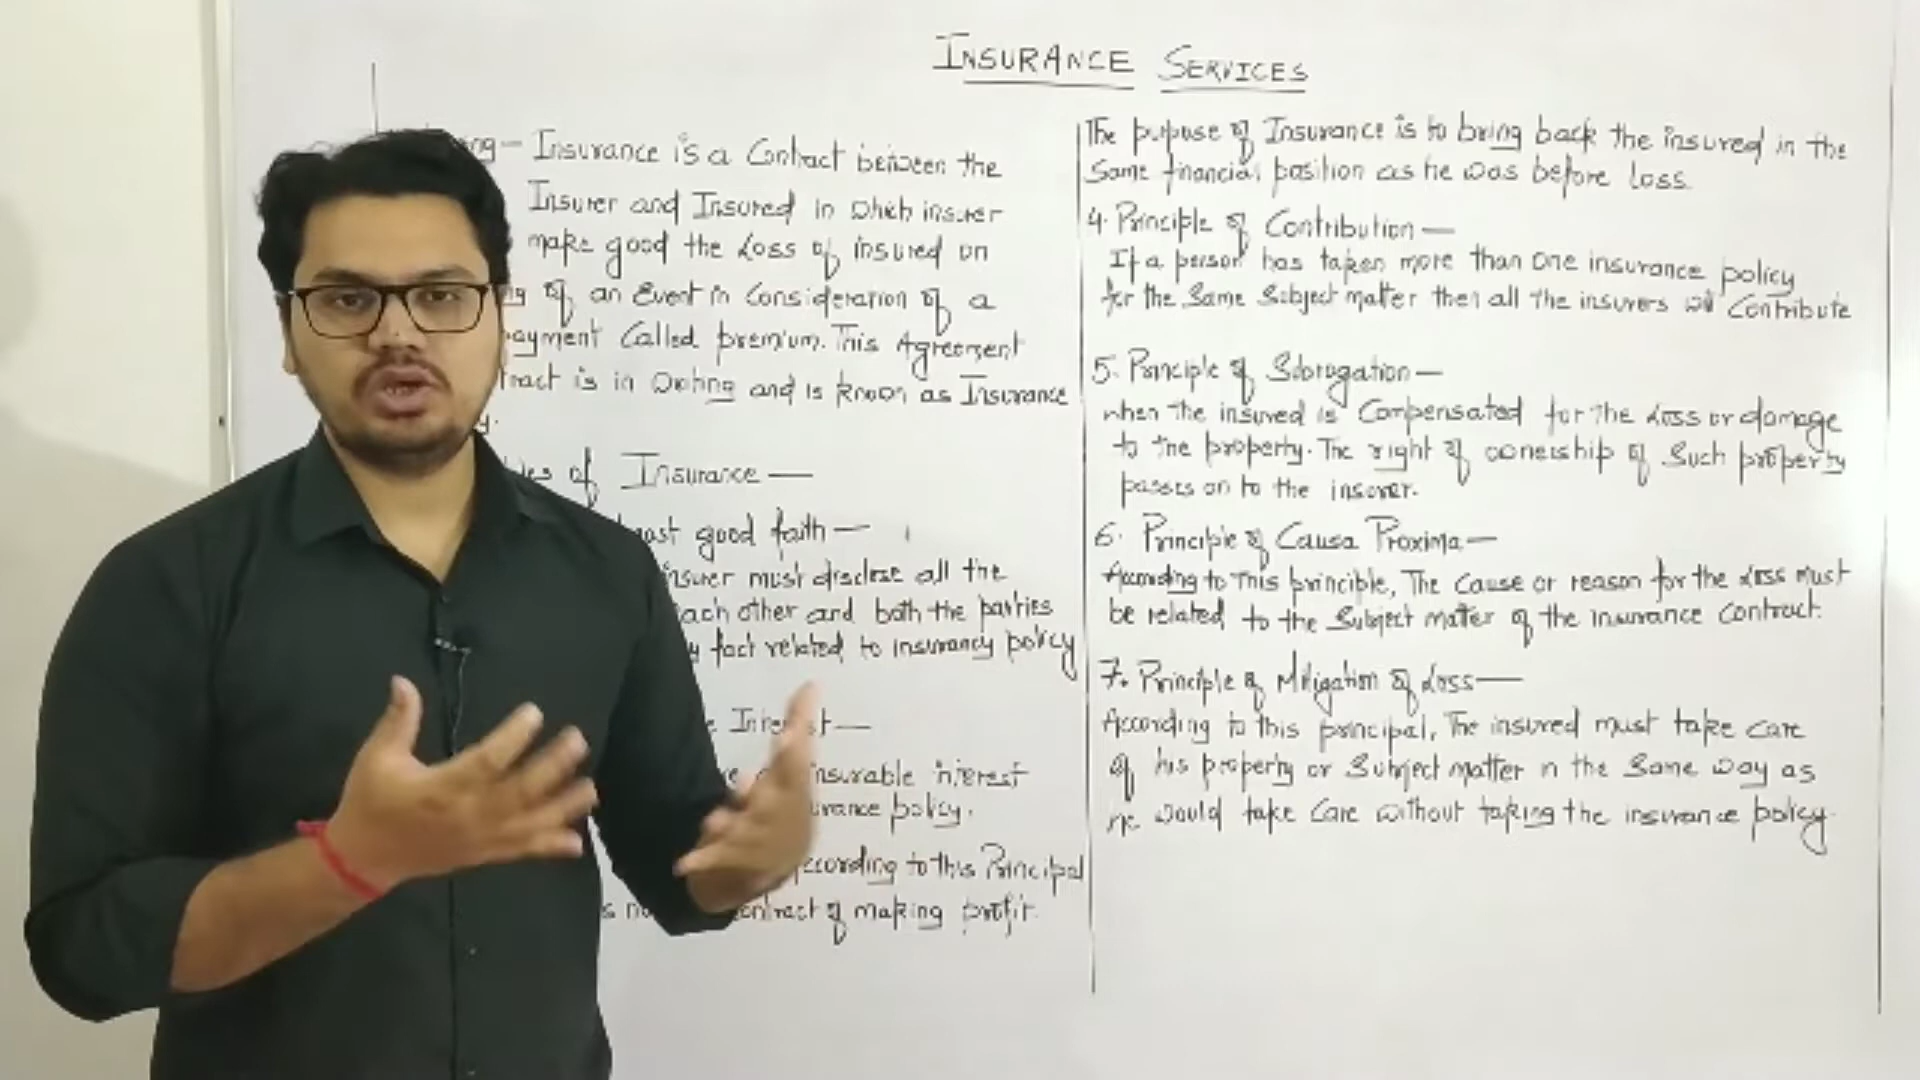 INSURANCE SERVICES
Insurance is a Contract between the
Insurer and Insured in which insurer
make good the Loss of insured on
of an Event in Consideration of a
payment Called premium. This Agreement
is in writing and is known as Insurance
y.
of Insurance —
good faith —
must disclose all the
each other and both the parties
fact related to insurancy policy
Interest —
insurable interest
policy.
According to this Principal
contract of making profit.
The purpose of Insurance is to bring back the insured in the
Same financial position as he was before loss.
4. Principle of Contribution —
If a person has taken more than one insurance policy
for the Same Subject matter then all the insurers will Contribute
5. Principle of Subrogation —
when the insured is Compensated for the Loss or damage
to the property. The right of ownership of Such property
passes on to the insurer.
6. Principle of Causa Proxima —
According to This principle, The Cause or reason for the Loss must
be related to the Subject matter of the Insurance Contract.
7. Principle of Mitigation of Loss —
According to this principal, The insured must take care
of his property or Subject matter in the Same way as
he would take Care without taking the insurance policy.